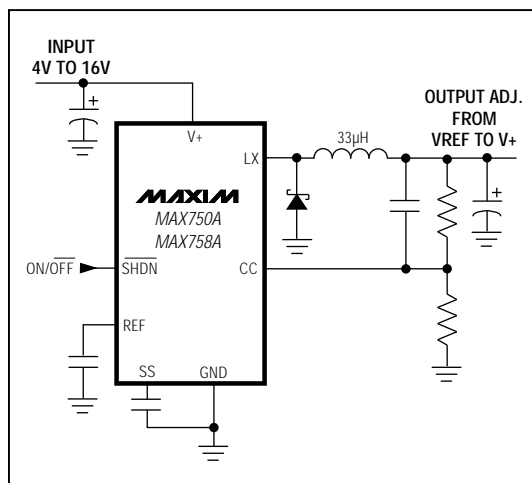 INPUT
4V TO 16V
OUTPUT ADJ.
FROM
VREF TO V+
V+
LX
33µH
MAXIM
MAX750A
MAX758A
ON/OFF
SHDN
CC
REF
SS
GND